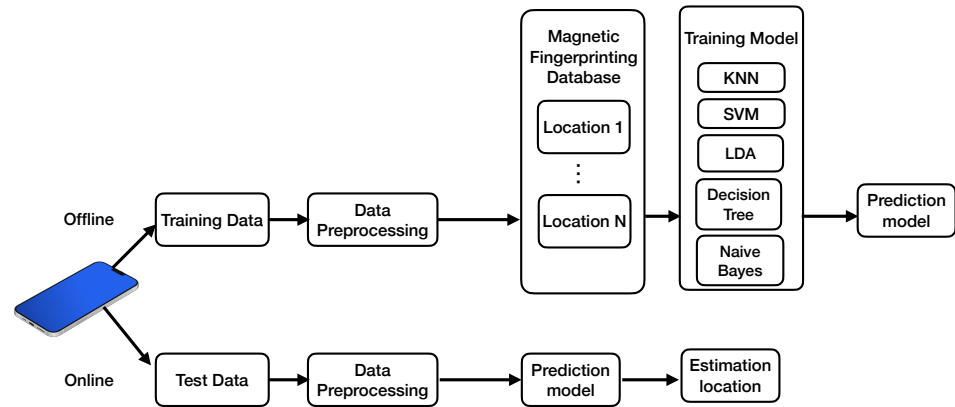 Magnetic
Fingerprinting
Database
Location 1
⋮
Location N
Training Model
KNN
SVM
LDA
Decision
Tree
Naive
Bayes
Offline
Training Data
Data
Preprocessing
Prediction
model
Online
Test Data
Data
Preprocessing
Prediction
model
Estimation
location